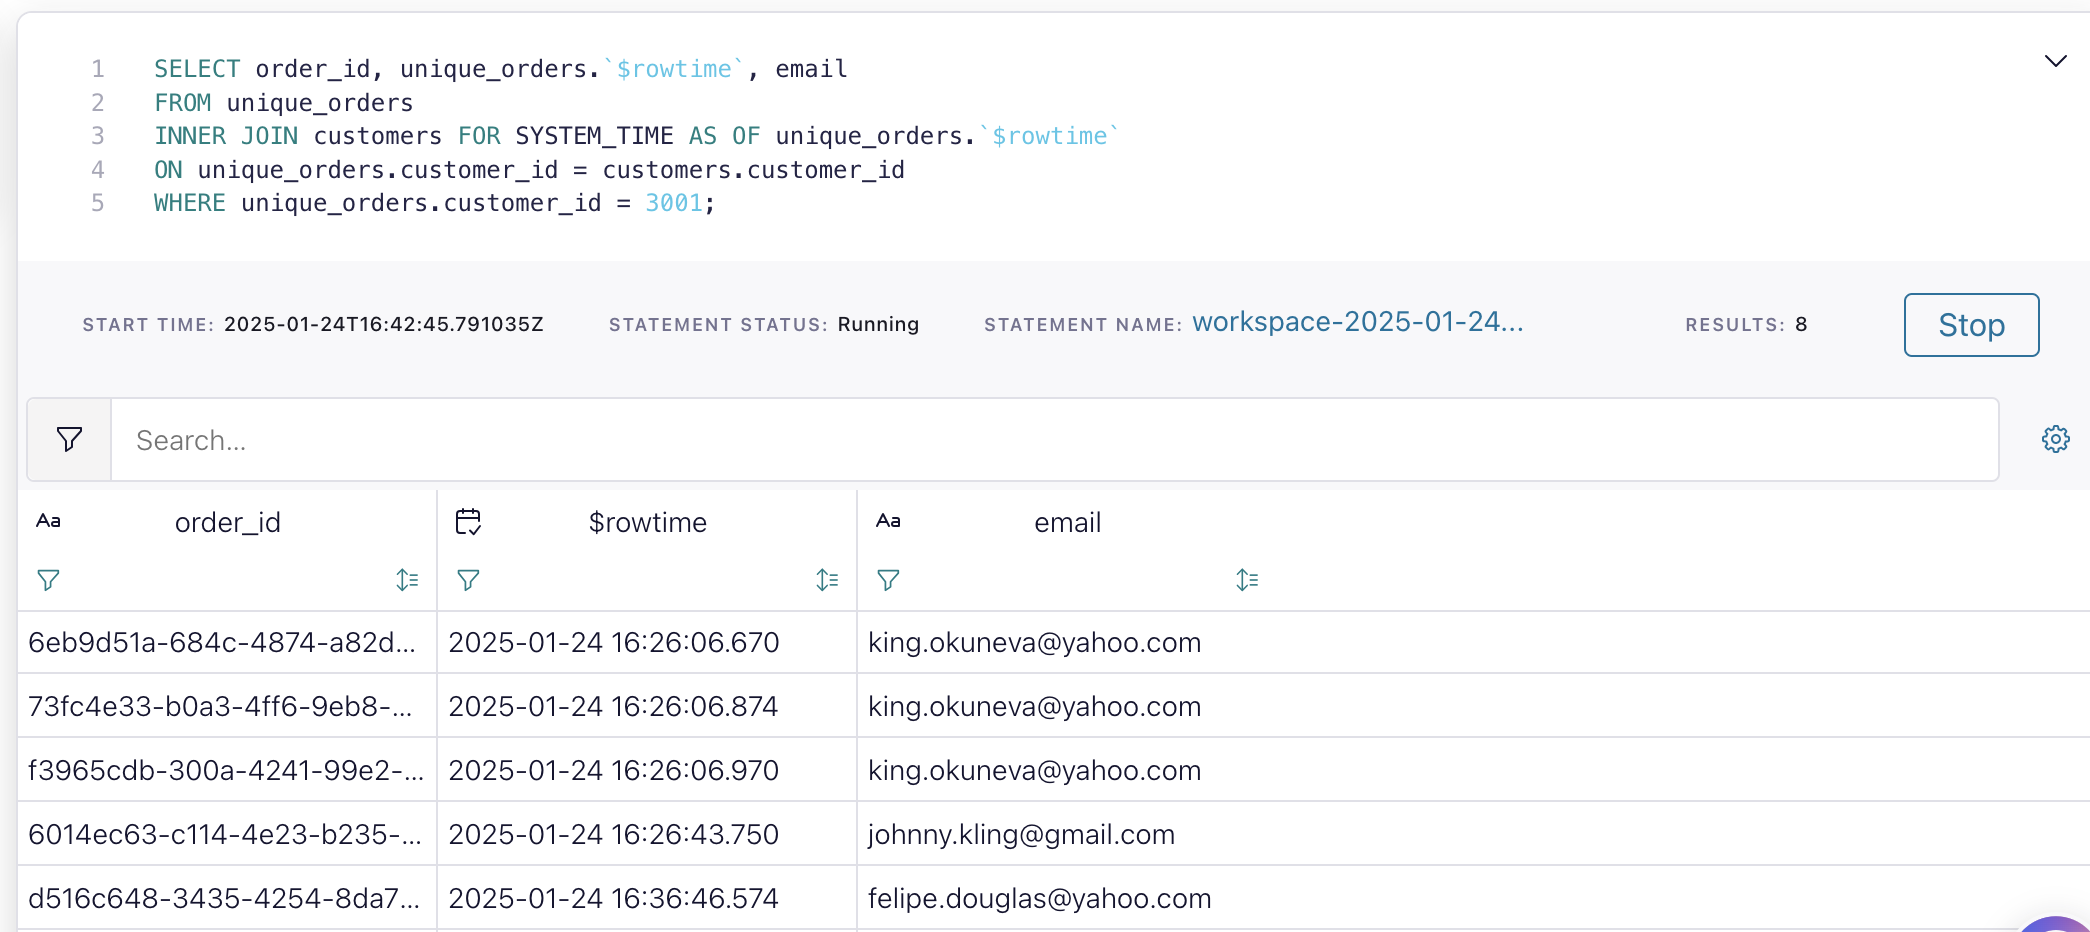 1 SELECT order_id, unique_orders.`$rowtime`, email
2 FROM unique_orders
3 INNER JOIN customers FOR SYSTEM_TIME AS OF unique_orders.`$rowtime`
4 ON unique_orders.customer_id = customers.customer_id
5 WHERE unique_orders.customer_id = 3001;
START TIME: 2025-01-24T16:42:45.791035Z STATEMENT STATUS: Running STATEMENT NAME: workspace-2025-01-24... RESULTS: 8 Stop
Search...
Aa order_id $rowtime Aa email
6eb9d51a-684c-4874-a82d... 2025-01-24 16:26:06.670 king.okuneva@yahoo.com
73fc4e33-b0a3-4ff6-9eb8-... 2025-01-24 16:26:06.874 king.okuneva@yahoo.com
f3965cdb-300a-4241-99e2-... 2025-01-24 16:26:06.970 king.okuneva@yahoo.com
6014ec63-c114-4e23-b235-... 2025-01-24 16:26:43.750 johnny.kling@gmail.com
d516c648-3435-4254-8da7... 2025-01-24 16:36:46.574 felipe.douglas@yahoo.com